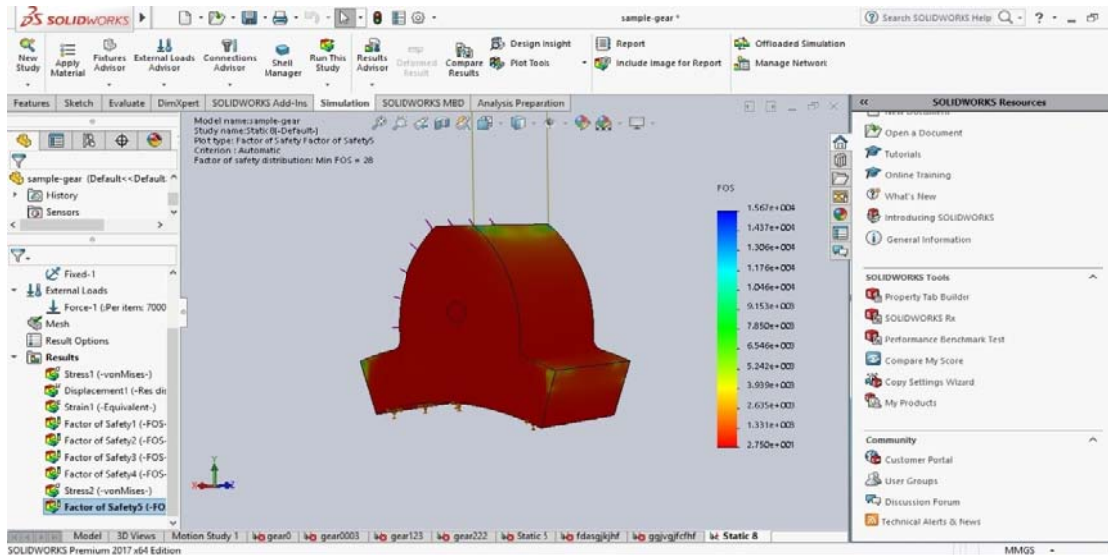 SOLIDWORKS
sample-gear *
Search SOLIDWORKS Help
New Study
Apply Material
Fixtures Advisor
External Loads Advisor
Connections Advisor
Shell Manager
Run This Study
Results Advisor
Deformed Result
Compare Results
Design Insight
Plot Tools
Report
Include Image for Report
Offloaded Simulation
Manage Network
Features Sketch Evaluate DimXpert SOLIDWORKS Add-Ins Simulation SOLIDWORKS MBD Analysis Preparation
SOLIDWORKS Resources
Model name:sample-gear
Study name:Static 8(-Default-)
Plot type: Factor of Safety Factor of Safety5
Criterion : Automatic
Factor of safety distribution: Min FOS = 28
sample-gear (Default<<Default
History
Sensors
Fixed-1
External Loads
Force-1 (:Per item: 7000
Mesh
Result Options
Results
Stress1 (-vonMises-)
Displacement1 (-Res dis
Strain1 (-Equivalent-)
Factor of Safety1 (-FOS-
Factor of Safety2 (-FOS-
Factor of Safety3 (-FOS-
Factor of Safety4 (-FOS-
Stress2 (-vonMises-)
Factor of Safety5 (-FO
FOS
1.567e+004
1.437e+004
1.306e+004
1.176e+004
1.046e+004
9.153e+003
7.850e+003
6.546e+003
5.242e+003
3.939e+003
2.635e+003
1.331e+003
2.750e+001
Open a Document
Tutorials
Online Training
What's New
Introducing SOLIDWORKS
General Information
SOLIDWORKS Tools
Property Tab Builder
SOLIDWORKS Rx
Performance Benchmark Test
Compare My Score
Copy Settings Wizard
My Products
Community
Customer Portal
User Groups
Discussion Forum
Technical Alerts & News
Model 3D Views Motion Study 1 gear0 gear0003 gear123 gear222 Static 5 fdasgjkjhf ggjvgjfcfhf Static 8
SOLIDWORKS Premium 2017 x64 Edition
MMGS